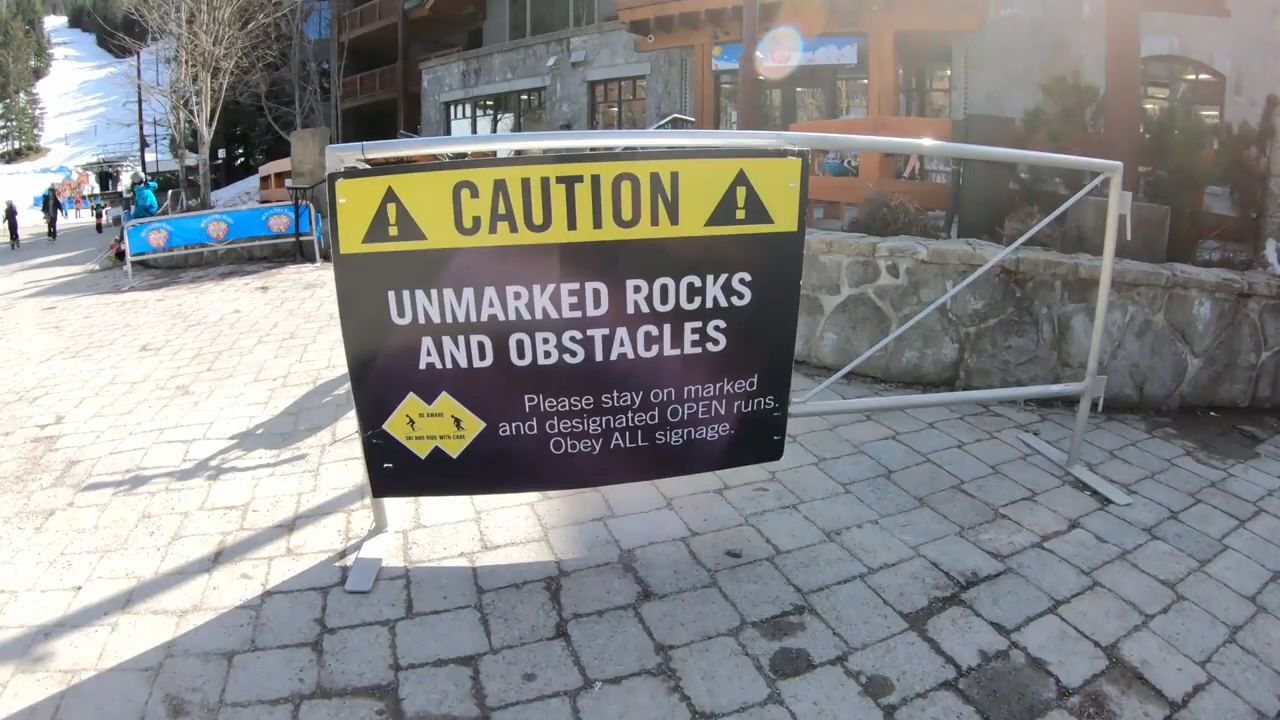 CAUTION
UNMARKED ROCKS
AND OBSTACLES
Please stay on marked
and designated OPEN runs.
Obey ALL signage.
BE AWARE
SKI AND RIDE WITH CARE